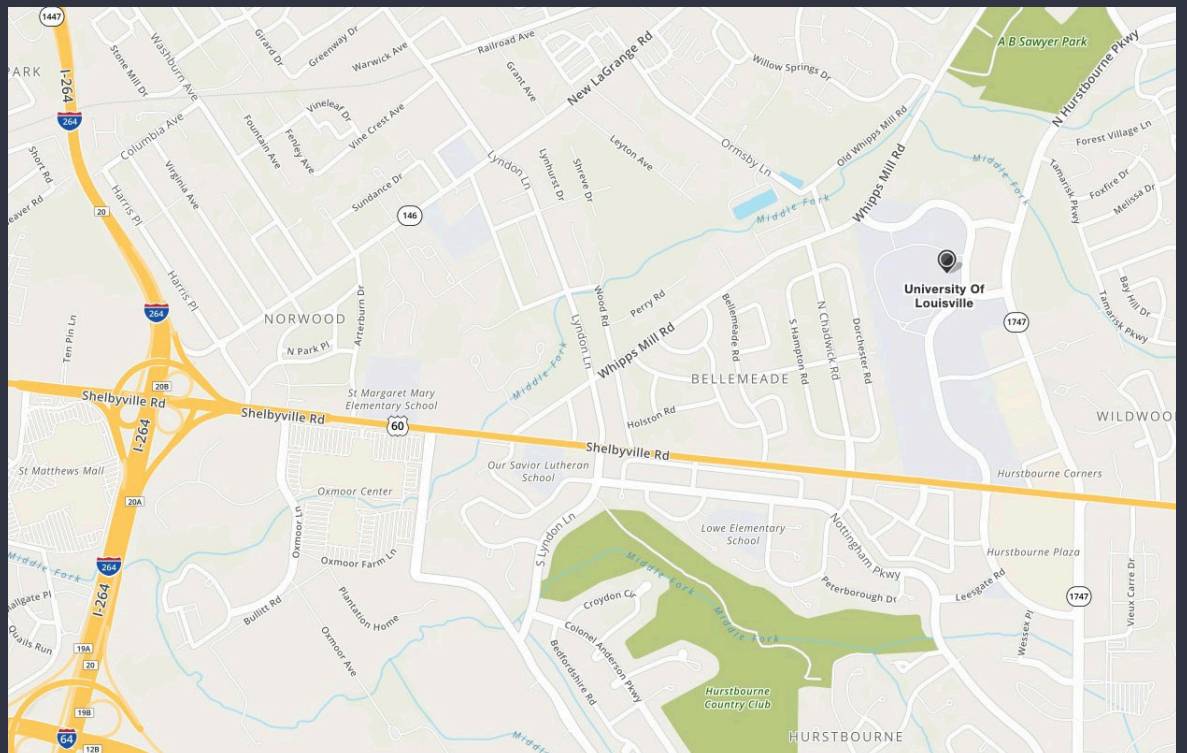 1447
Stone Mill Dr
Washburn Ave
Girard Dr
Greenway Dr
Warwick Ave
Railroad Ave
Grant Ave
New LaGrange Rd
Willow Springs Dr
A B Sawyer Park
N Hurstbourne Pkwy
PARK
I-264
264
Columbia Ave
Fountain Ave
Fenley Ave
Vineleaf Dr
Vine Crest Ave
Leyton Ave
Ormsby Ln
Old Whipps Mill Rd
Forest Village Ln
Short Rd
Virginia Ave
Sundance Dr
Lyndon Ln
Lynhurst Dr
Shreve Dr
Whipps Mill Rd
Middle Fork
Tamarisk Pkwy
Foxfire Dr
Melissa Dr
eaver Rd
20
Harris Pl
146
Middle Fork
University Of
Louisville
Harris Pl
264
NORWOOD
Arterburn Dr
Wood Rd
Perry Rd
Bellemeade Rd
S Hampton Rd
N Chadwick Rd
Dorchester Rd
1747
Bay Hill Dr
Tamarisk Pkwy
Ten Pin Ln
N Park Pl
Lyndon Ln
Whipps Mill Rd
Middle Fork
BELLEMEADE
20B
Shelbyville Rd
Shelbyville Rd
St Margaret Mary
Elementary School
60
Holston Rd
WILDWOO
I-264
Shelbyville Rd
St Matthews Mall
Our Savior Lutheran
School
Hurstbourne Corners
20A
Oxmoor Center
Oxmoor Ln
S Lyndon Ln
Lowe Elementary
School
Nottingham Pkwy
Hurstbourne Plaza
Middle Fork
264
Oxmoor Farm Ln
Middle Fork
Peterborough Dr
Leesgate Rd
1747
Vieux Carre Dr
allgate Pl
I-264
Bullitt Rd
Plantation Home
Croydon Ci
Middle Fork
Wessex Pl
Quails Run
19A
20
Oxmoor Ave
Colonel Anderson Pkwy
Bedfordshire Rd
Hurstbourne
Country Club
19B
64
12B
Middle
HURSTBOURNE